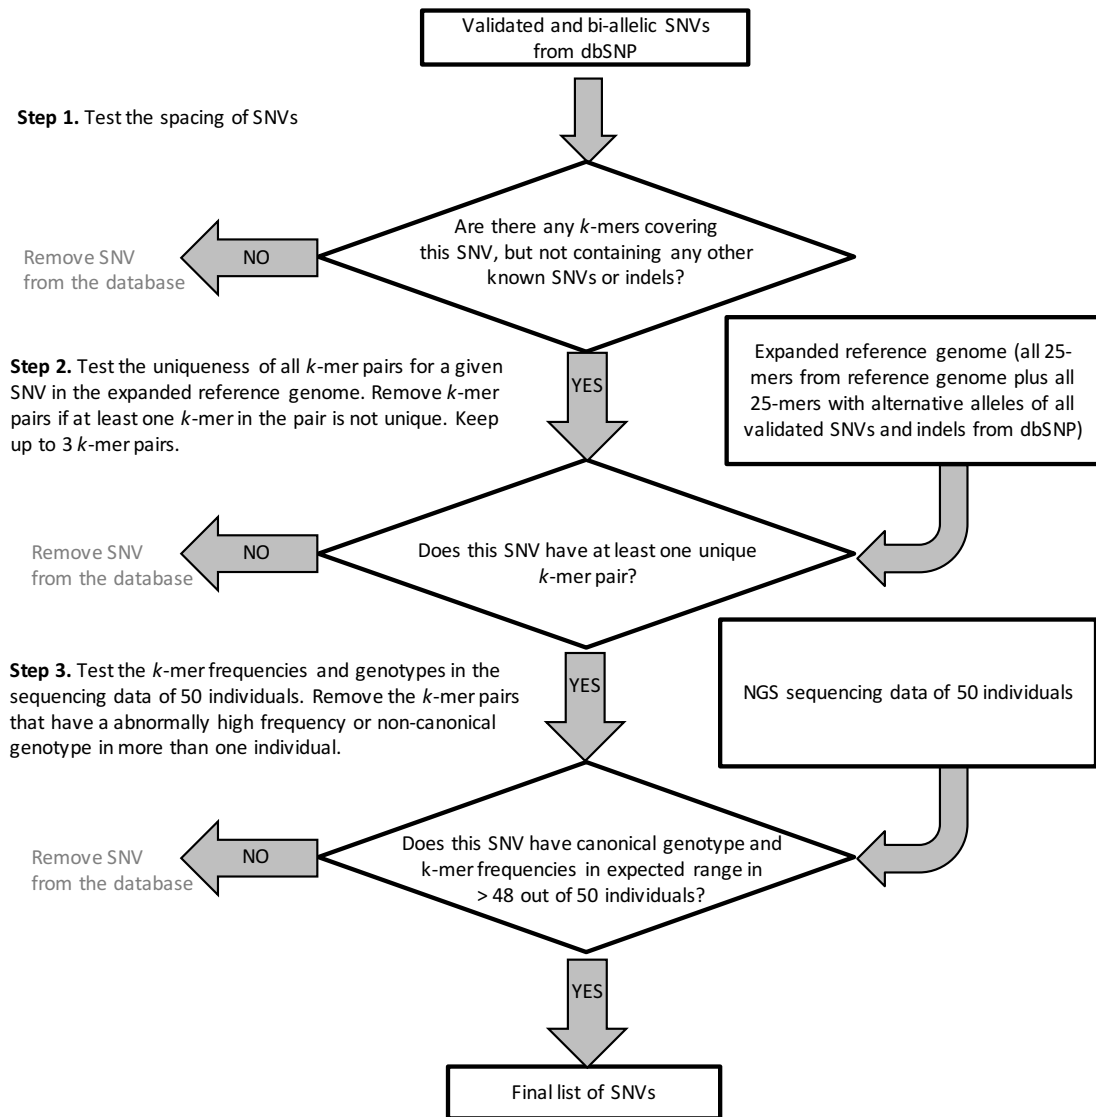 Validated and bi-allelic SNVs
from dbSNP
Step 1. Test the spacing of SNVs
Are there any k-mers covering
this SNV, but not containing any other
known SNVs or indels?
NO
Remove SNV
from the database
YES
Step 2. Test the uniqueness of all k-mer pairs for a given
SNV in the expanded reference genome. Remove k-mer
pairs if at least one k-mer in the pair is not unique. Keep
up to 3 k-mer pairs.
Expanded reference genome (all 25-
mers from reference genome plus all
25-mers with alternative alleles of all
validated SNVs and indels from dbSNP)
Does this SNV have at least one unique
k-mer pair?
NO
Remove SNV
from the database
YES
Step 3. Test the k-mer frequencies and genotypes in the
sequencing data of 50 individuals. Remove the k-mer pairs
that have a abnormally high frequency or non-canonical
genotype in more than one individual.
NGS sequencing data of 50 individuals
Does this SNV have canonical genotype and
k-mer frequencies in expected range in
> 48 out of 50 individuals?
NO
Remove SNV
from the database
YES
Final list of SNVs